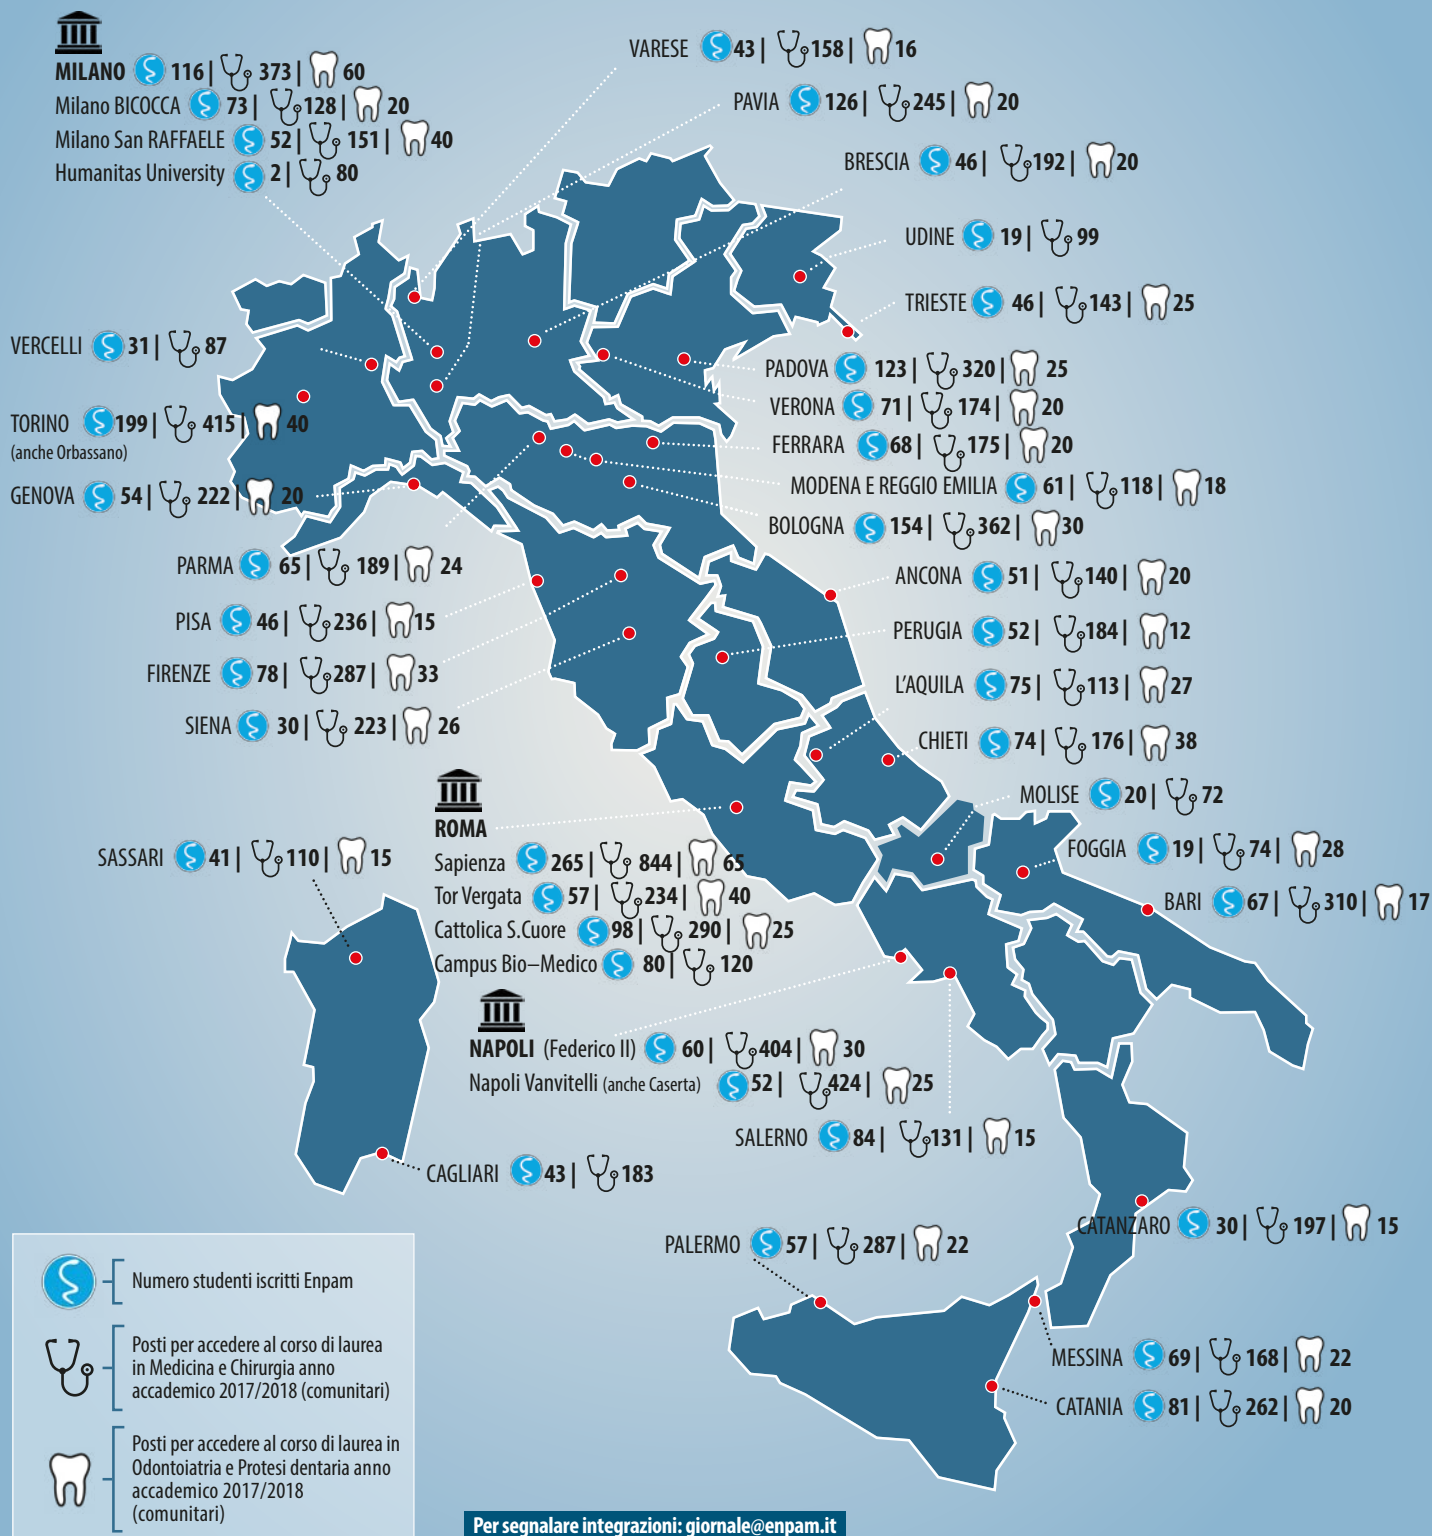 MILANO 116 | 373 | 60
Milano BICOCCA 73 | 128 | 20
Milano San RAFFAELE 52 | 151 | 40
Humanitas University 2 | 80
VARESE 43 | 158 | 16
PAVIA 126 | 245 | 20
BRESCIA 46 | 192 | 20
UDINE 19 | 99
TRIESTE 46 | 143 | 25
VERCELLI 31 | 87
TORINO 199 | 415 | 40
(anche Orbassano)
GENOVA 54 | 222 | 20
PADOVA 123 | 320 | 25
VERONA 71 | 174 | 20
FERRARA 68 | 175 | 20
MODENA E REGGIO EMILIA 61 | 118 | 18
BOLOGNA 154 | 362 | 30
PARMA 65 | 189 | 24
PISA 46 | 236 | 15
FIRENZE 78 | 287 | 33
SIENA 30 | 223 | 26
ANCONA 51 | 140 | 20
PERUGIA 52 | 184 | 12
L'AQUILA 75 | 113 | 27
CHIETI 74 | 176 | 38
MOLISE 20 | 72
FOGGIA 19 | 74 | 28
BARI 67 | 310 | 17
SASSARI 41 | 110 | 15
ROMA
Sapienza 265 | 844 | 65
Tor Vergata 57 | 234 | 40
Cattolica S.Cuore 98 | 290 | 25
Campus Bio–Medico 80 | 120
NAPOLI (Federico II) 60 | 404 | 30
Napoli Vanvitelli (anche Caserta) 52 | 424 | 25
SALERNO 84 | 131 | 15
CAGLIARI 43 | 183
CATANZARO 30 | 197 | 15
PALERMO 57 | 287 | 22
MESSINA 69 | 168 | 22
CATANIA 81 | 262 | 20
Numero studenti iscritti Enpam
Posti per accedere al corso di laurea
in Medicina e Chirurgia anno
accademico 2017/2018 (comunitari)
Posti per accedere al corso di laurea in
Odontoiatria e Protesi dentaria anno
accademico 2017/2018
(comunitari)
Per segnalare integrazioni: giornale@enpam.it